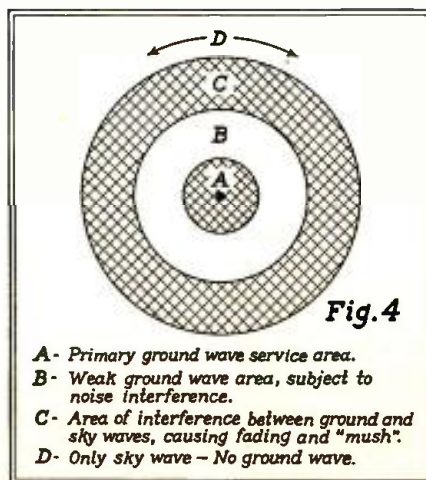 D
C
B
A
Fig.4
A- Primary ground wave service area.
B- Weak ground wave area, subject to
noise interference.
C- Area of interference between ground and
sky waves, causing fading and "mush".
D- Only sky wave - No ground wave.